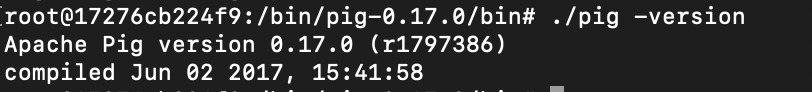 root@17276cb224f9:/bin/pig-0.17.0/bin# ./pig -version
Apache Pig version 0.17.0 (r1797386)
compiled Jun 02 2017, 15:41:58